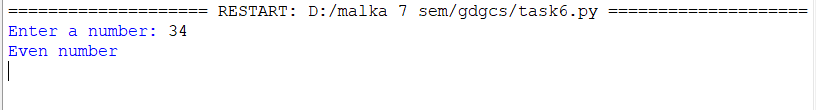 ==================== RESTART: D:/malka 7 sem/gdgcs/task6.py ====================
Enter a number: 34
Even number